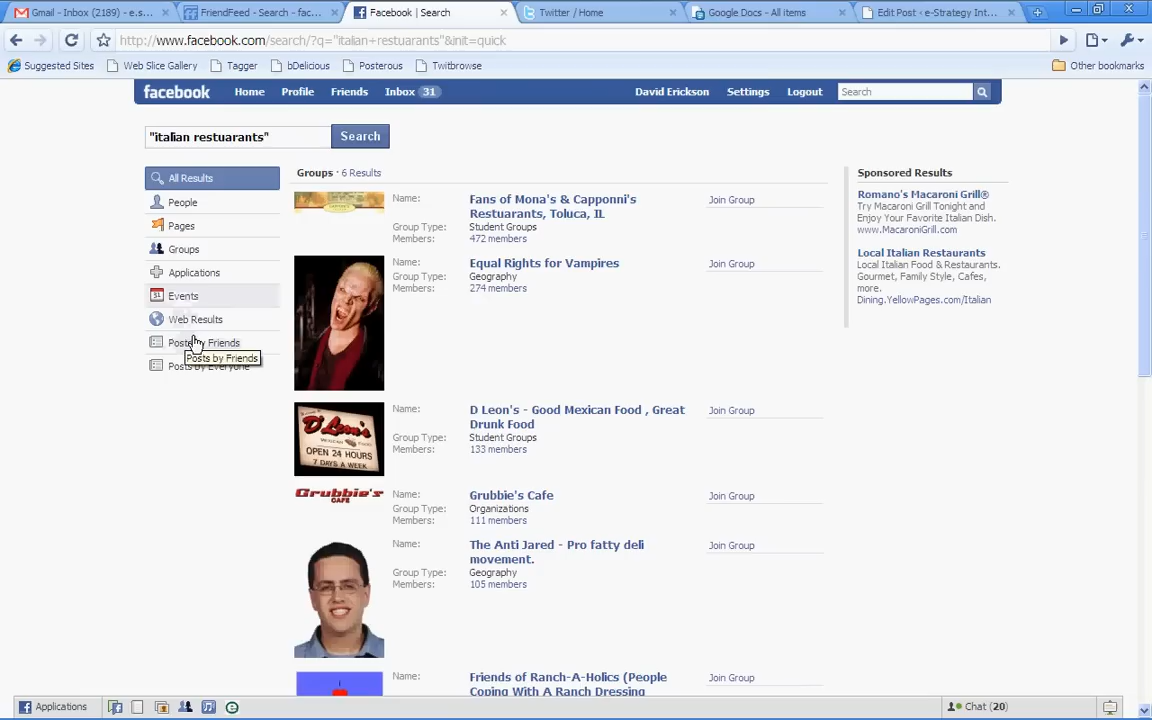 Gmail - Inbox (2189) - e.s...
FriendFeed - Search - fac...
Facebook | Search
Twitter / Home
Google Docs - All items
Edit Post ‹ e-Strategy Int...
http://www.facebook.com/search/?q="italian+restuarants"&init=quick
Suggested Sites
Web Slice Gallery
Tagger
bDelicious
Posterous
Twitbrowse
Other bookmarks
facebook
Home
Profile
Friends
Inbox 31
David Erickson
Settings
Logout
Search
"italian restuarants"
Search
All Results
People
Pages
Groups
Applications
31 Events
Web Results
Posts by Friends
Posts by Friends
Posts by Everyone
Groups · 6 Results
Name: Fans of Mona's & Capponni's
Restuarants, Toluca, IL
Group Type: Student Groups
Members: 472 members
Join Group
Name: Equal Rights for Vampires
Group Type: Geography
Members: 274 members
Join Group
D'Leon's
MEXICAN FOOD
OPEN 24 HOURS
7 DAYS A WEEK
Name: D Leon's - Good Mexican Food , Great
Drunk Food
Group Type: Student Groups
Members: 133 members
Join Group
Grubbie's
CAFE
Name: Grubbie's Cafe
Group Type: Organizations
Members: 111 members
Join Group
Name: The Anti Jared - Pro fatty deli
movement.
Group Type: Geography
Members: 105 members
Join Group
Name: Friends of Ranch-A-Holics (People
Coping With A Ranch Dressing
Join Group
Sponsored Results
Romano's Macaroni Grill®
Try Macaroni Grill Tonight and
Enjoy Your Favorite Italian Dish.
www.MacaroniGrill.com
Local Italian Restaurants
Local Italian Food & Restaurants.
Gourmet, Family Style, Cafes,
more.
Dining.YellowPages.com/Italian
Applications
Chat (20)